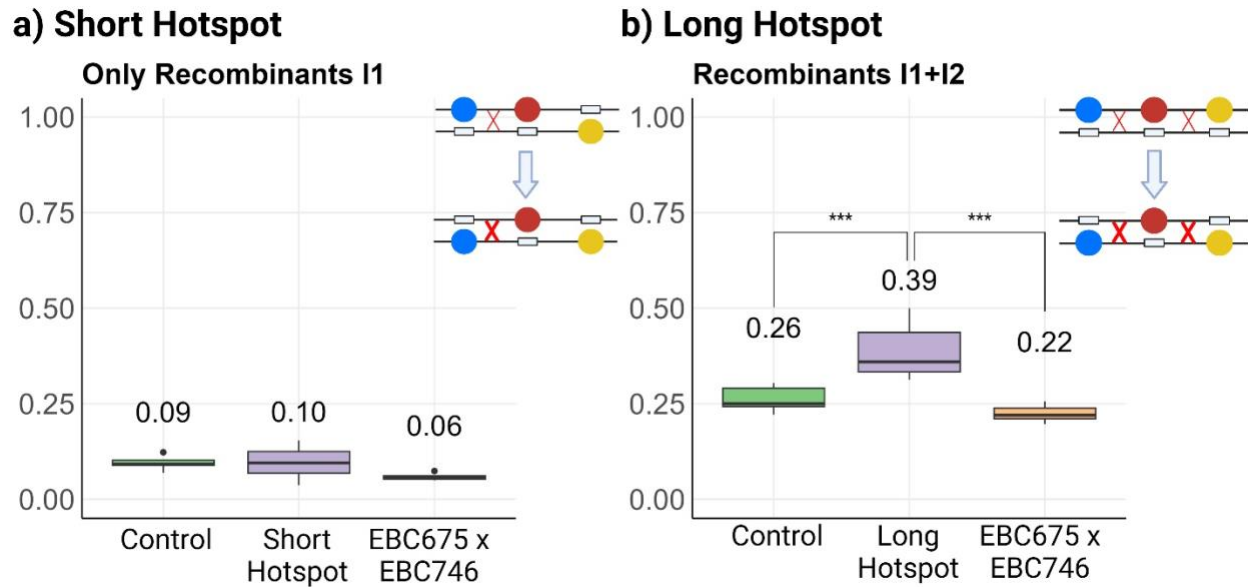 a) Short Hotspot
Only Recombinants I1
1.00
0.75
0.50
0.25
0.00
0.09
0.10
0.06
Control
Short
Hotspot
EBC675 x
EBC746
b) Long Hotspot
Recombinants I1+I2
1.00
0.75
0.50
0.25
0.00
***
***
0.26
0.39
0.22
Control
Long
Hotspot
EBC675 x
EBC746